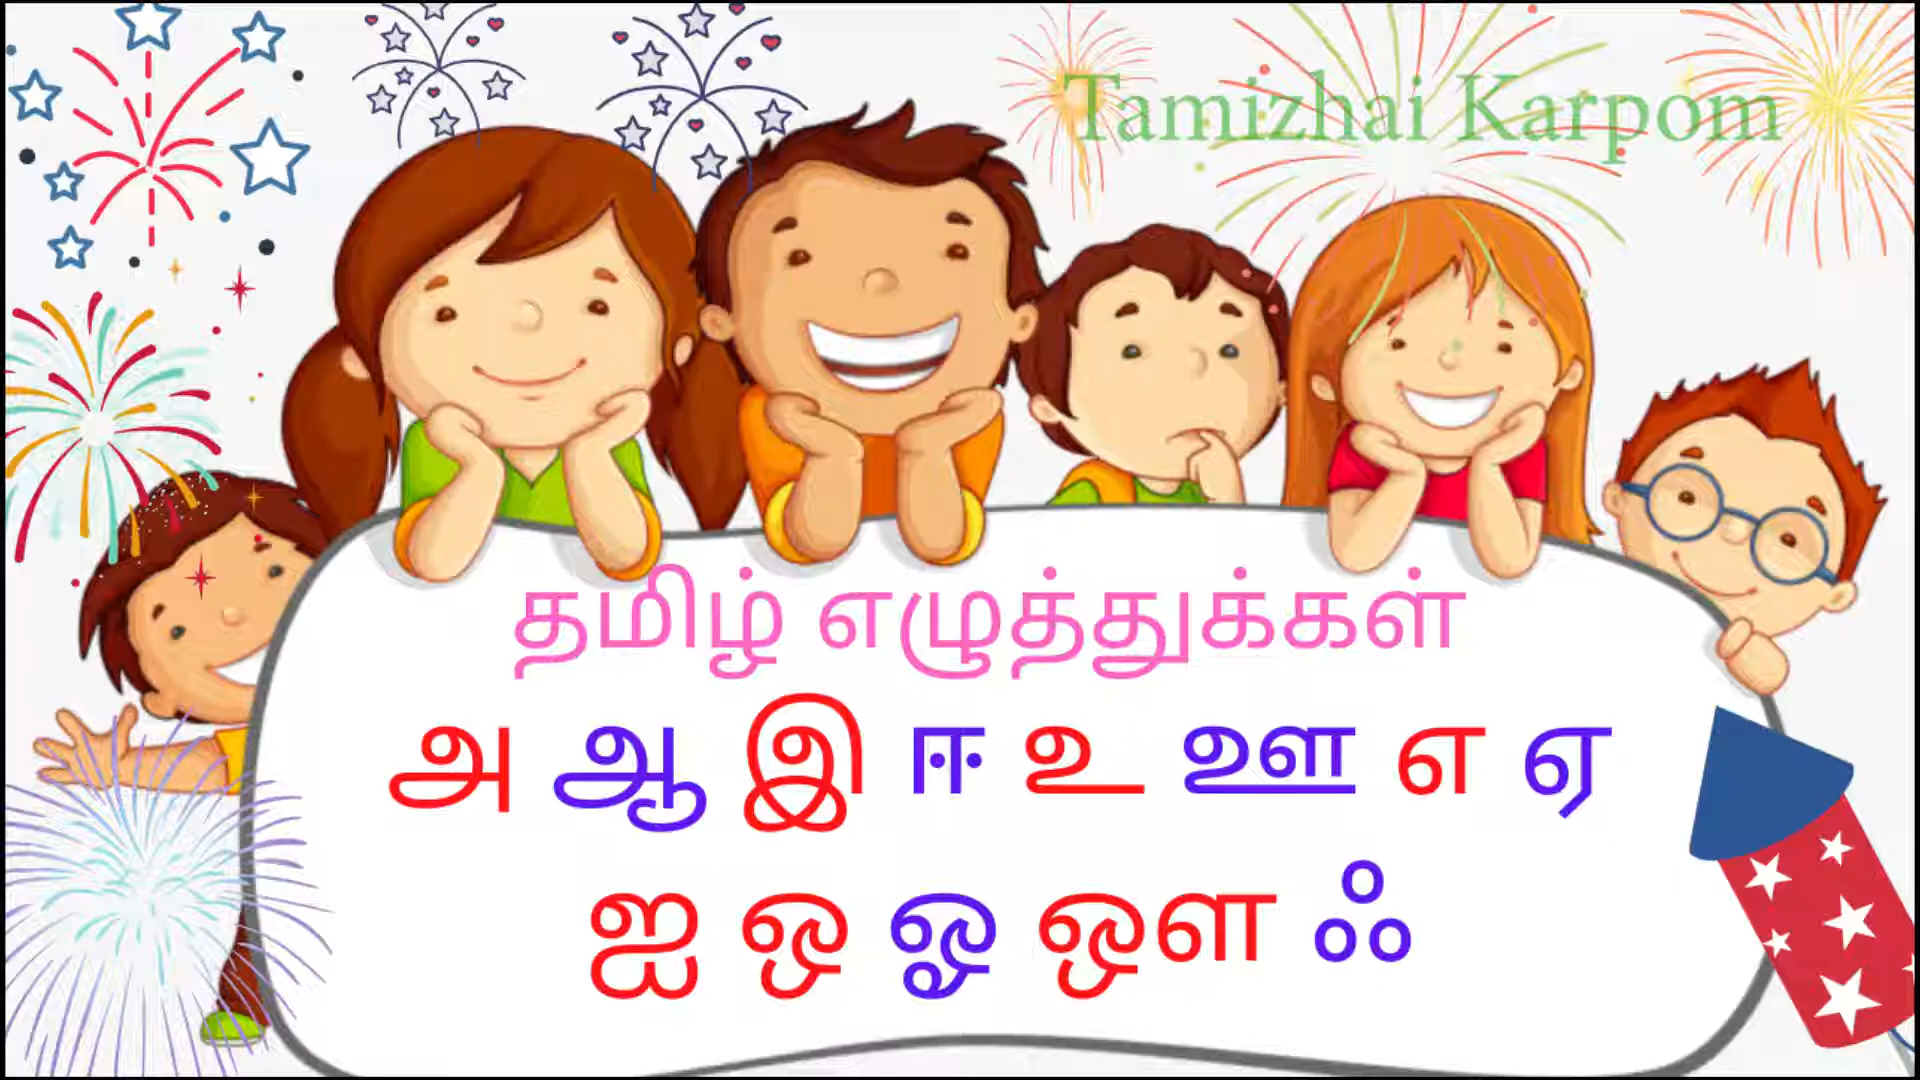 Tamizhai Karpom
தமிழ் எழுத்துக்கள்
அ ஆ இ ஈ உ ஊ எ ஏ
ஐ ஒ ஓ ஔ ஃ